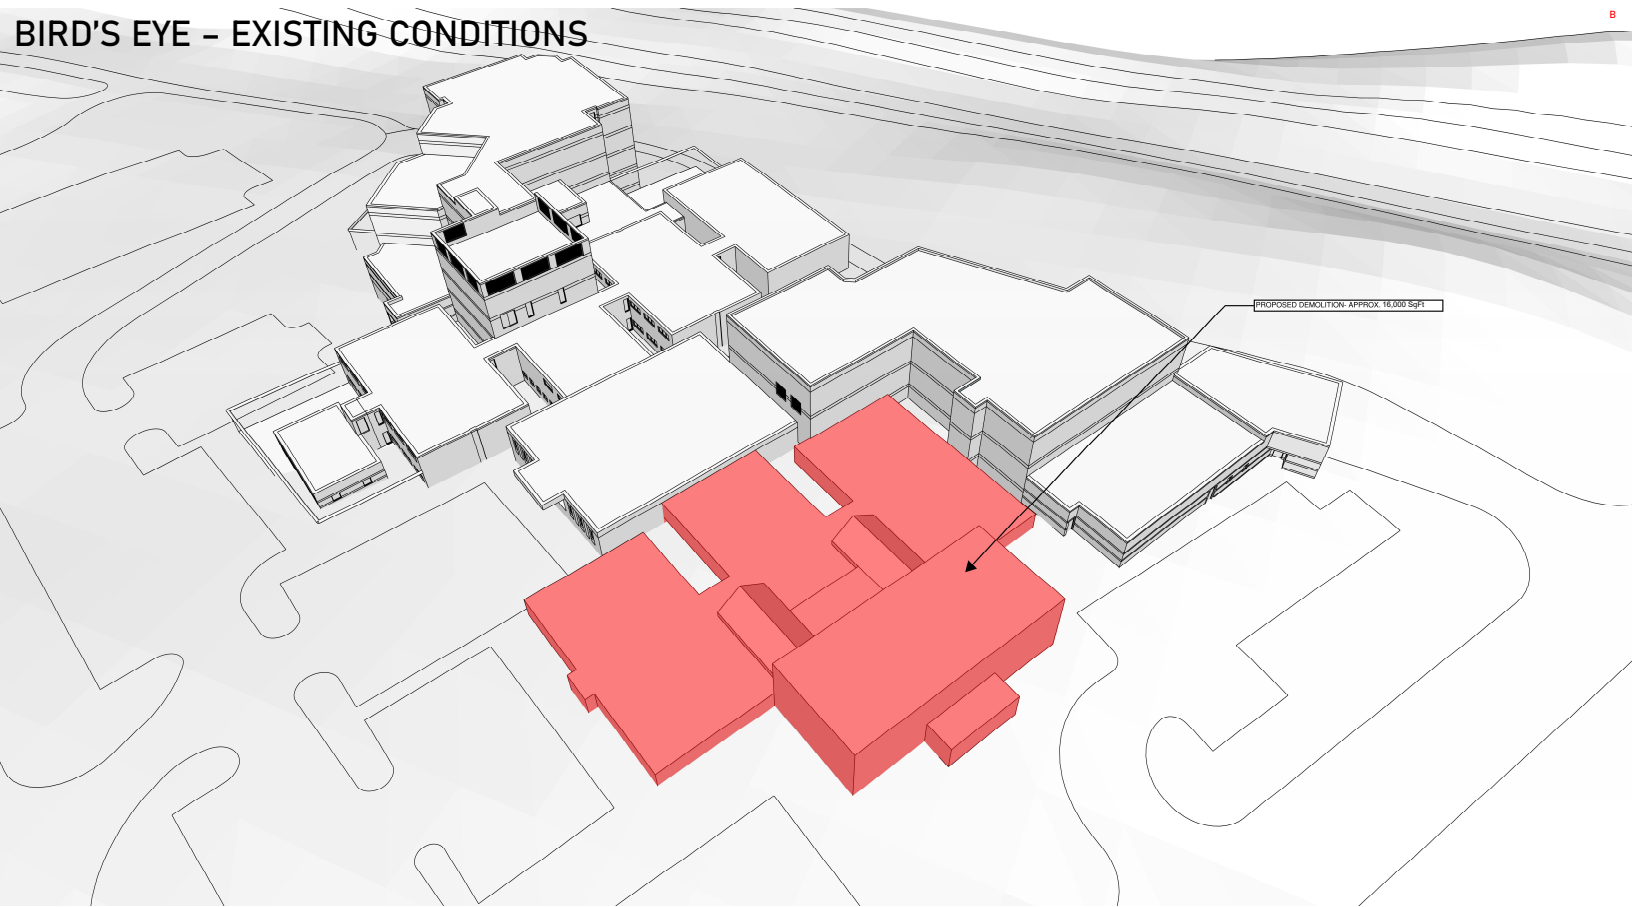 BIRD'S EYE – EXISTING CONDITIONS
B
PROPOSED DEMOLITION- APPROX. 16,000 SqFt